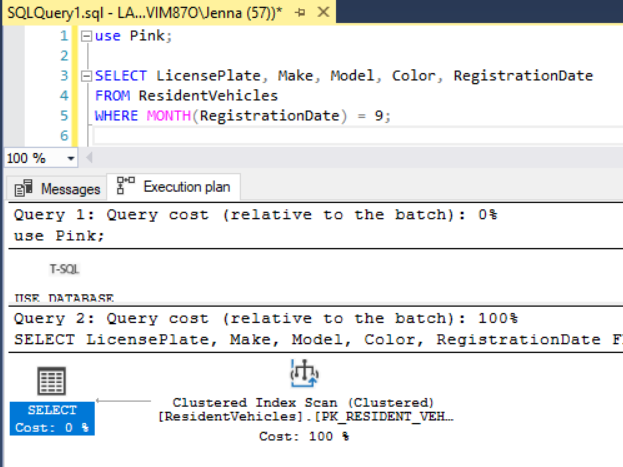 SQLQuery1.sql - LA...VIM87O\Jenna (57))*
1 use Pink;
2
3 SELECT LicensePlate, Make, Model, Color, RegistrationDate
4 FROM ResidentVehicles
5 WHERE MONTH(RegistrationDate) = 9;
6
100 %
Messages Execution plan
Query 1: Query cost (relative to the batch): 0%
use Pink;
T-SQL
USE DATABASE
Query 2: Query cost (relative to the batch): 100%
SELECT LicensePlate, Make, Model, Color, RegistrationDate F
SELECT
Cost: 0 %
Clustered Index Scan (Clustered)
[ResidentVehicles].[PK_RESIDENT_VEH…
Cost: 100 %